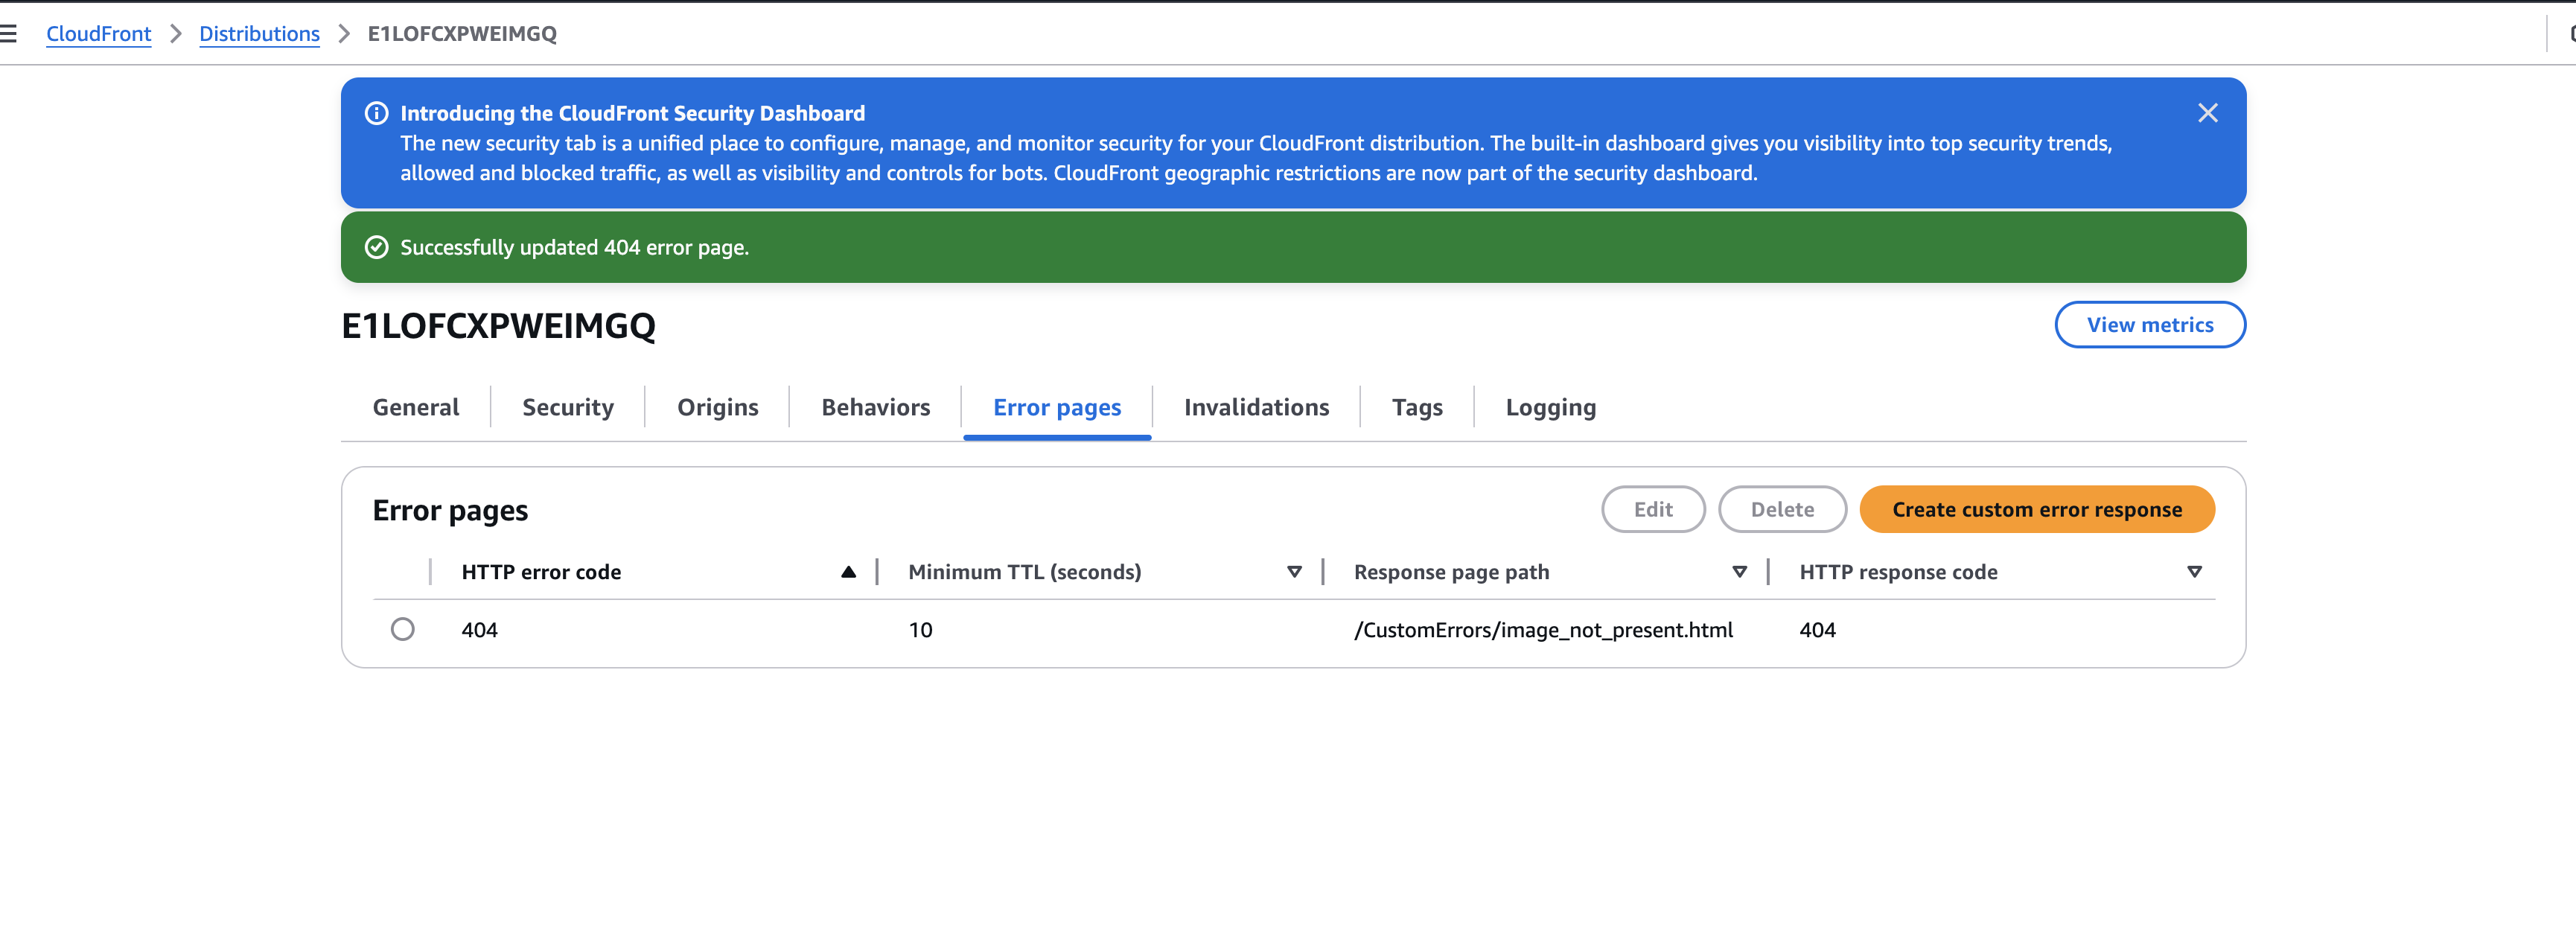 CloudFront > Distributions > E1LOFCXPWEIMGQ
Introducing the CloudFront Security Dashboard
The new security tab is a unified place to configure, manage, and monitor security for your CloudFront distribution. The built-in dashboard gives you visibility into top security trends,
allowed and blocked traffic, as well as visibility and controls for bots. CloudFront geographic restrictions are now part of the security dashboard.
Successfully updated 404 error page.
E1LOFCXPWEIMGQ
View metrics
General Security Origins Behaviors Error pages Invalidations Tags Logging
Error pages
Edit Delete Create custom error response
HTTP error code Minimum TTL (seconds) Response page path HTTP response code
404 10 /CustomErrors/image_not_present.html 404